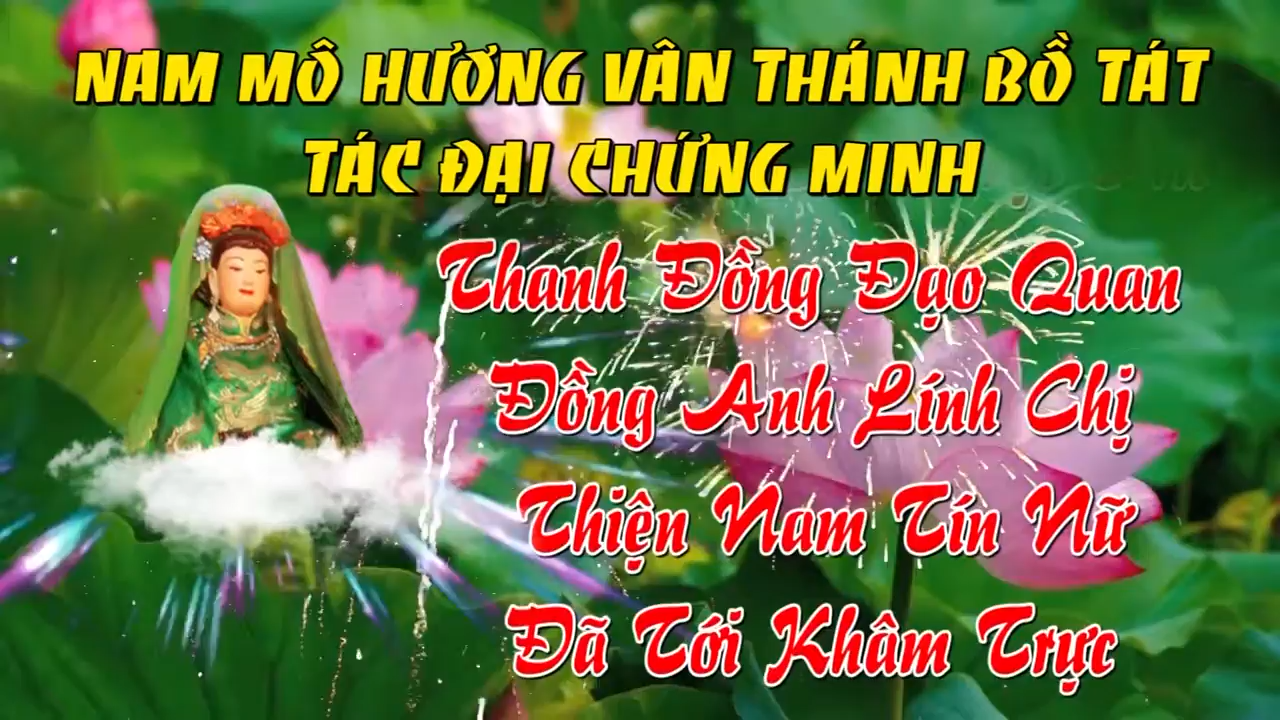 NAM MÔ HƯƠNG VÂN THÁNH BỒ TÁT
TÁC ĐẠI CHỨNG MINH
Thanh Đồng Đạo Quan
Đồng Anh Lính Chị
Thiện Nam Tín Nữ
Đã Tới Khâm Trực